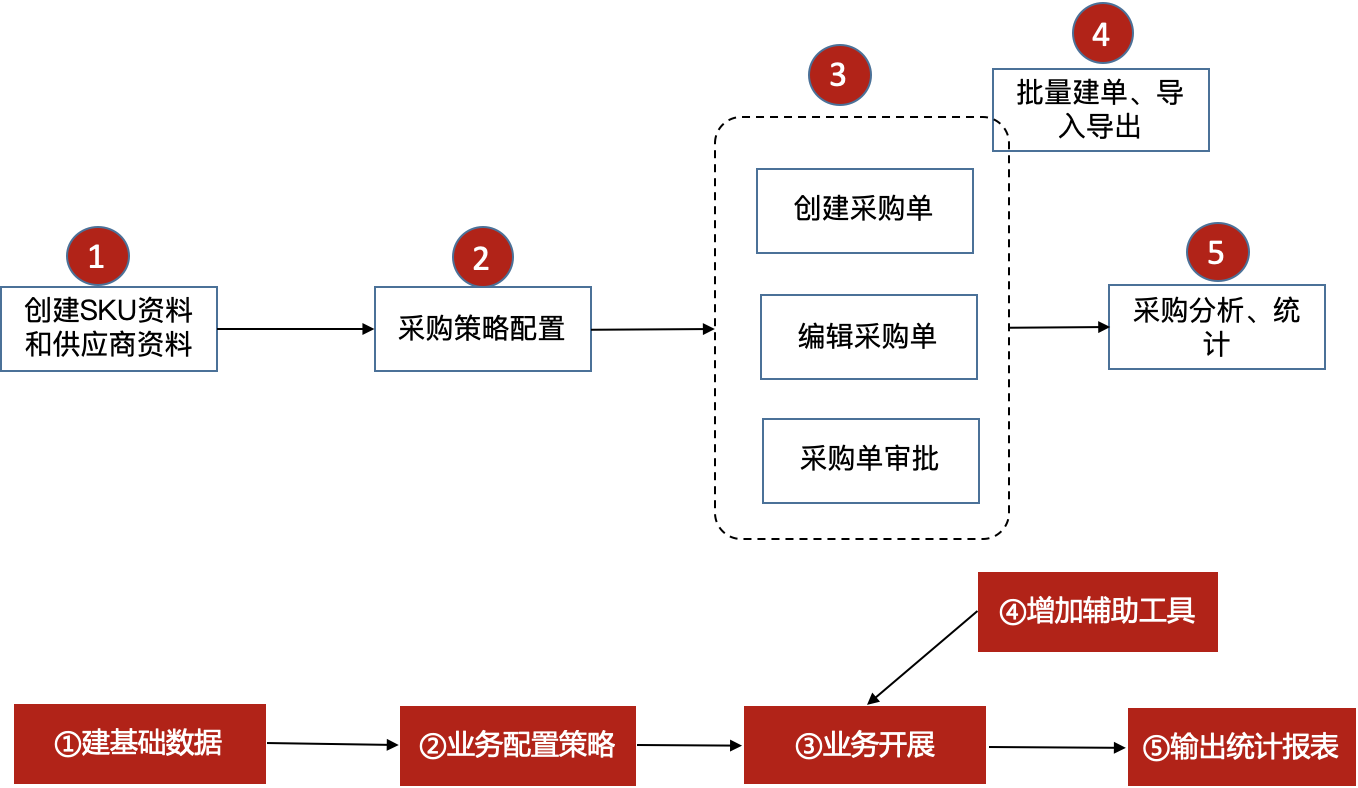 1
创建SKU资料
和供应商资料
2
采购策略配置
3
创建采购单
编辑采购单
采购单审批
4
批量建单、导
入导出
5
采购分析、统
计
①建基础数据
②业务配置策略
③业务开展
④增加辅助工具
⑤输出统计报表